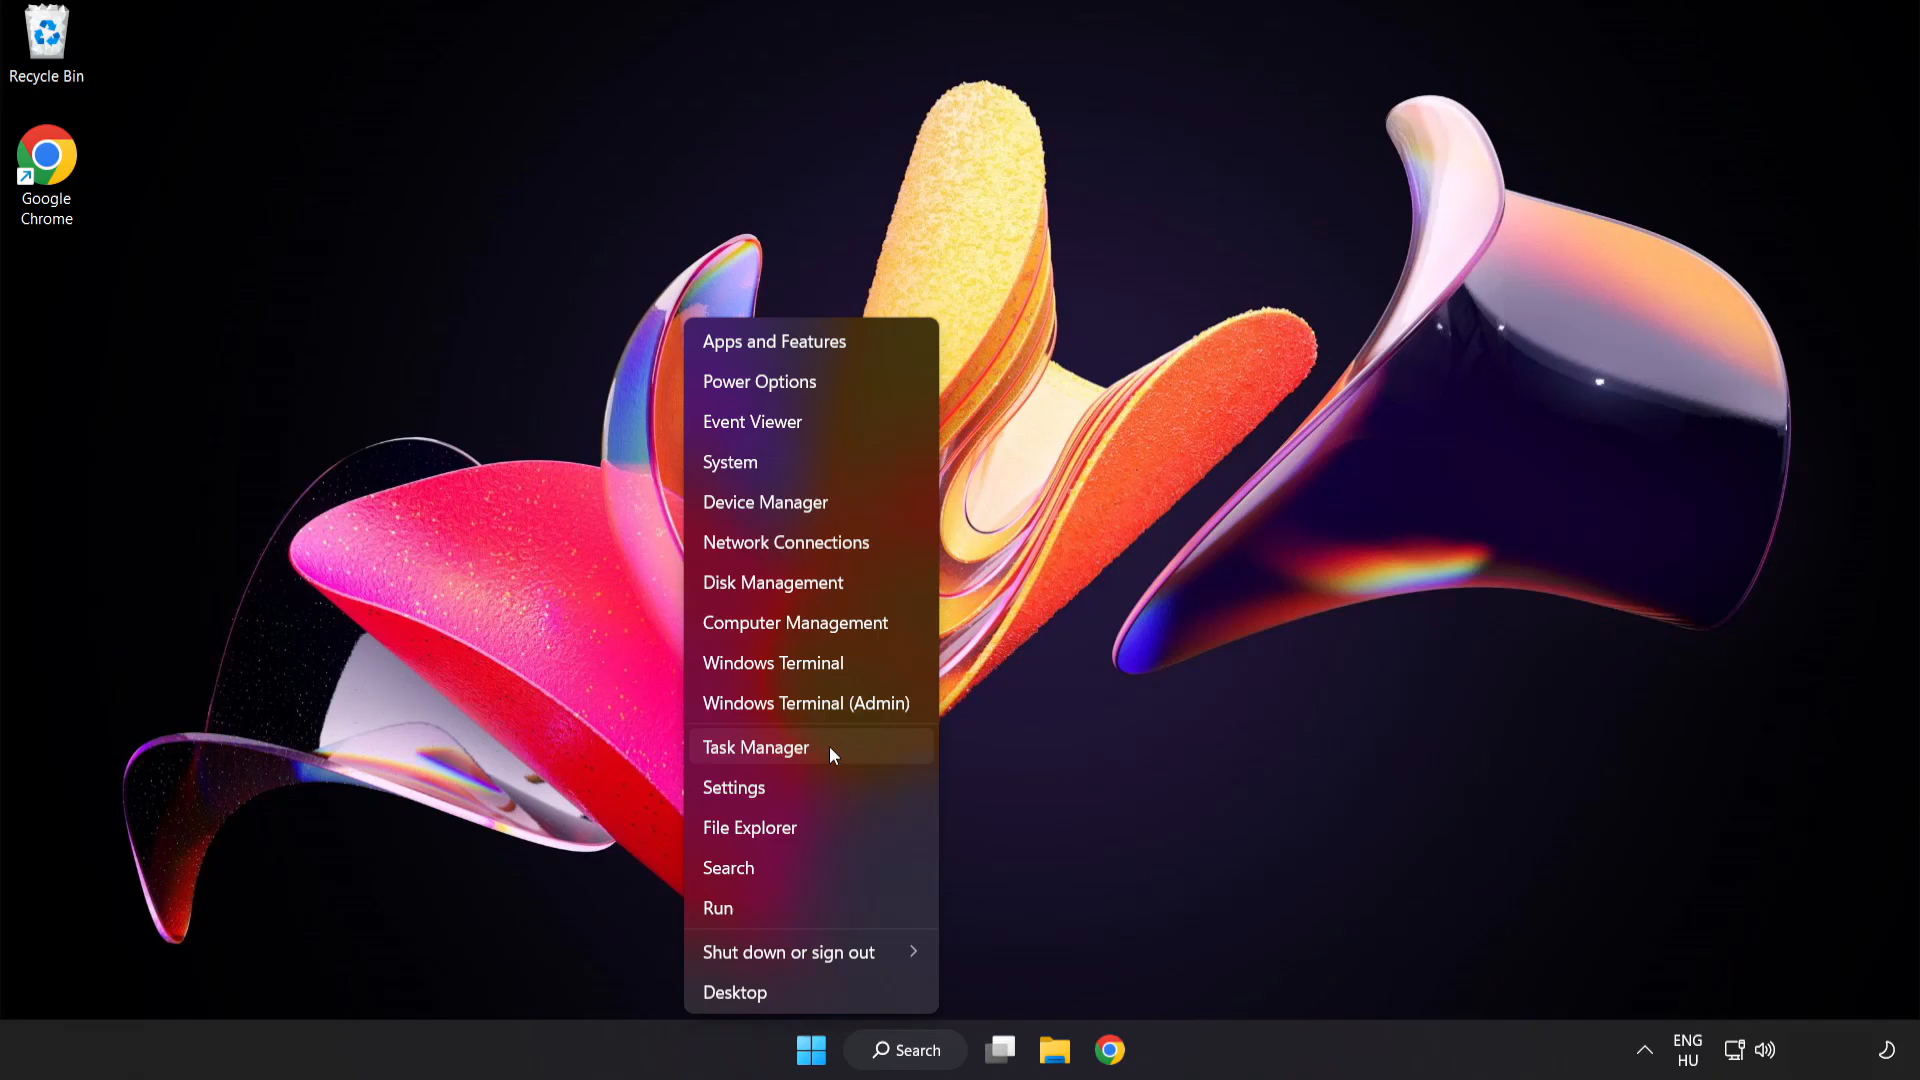 Recycle Bin
Google
Chrome
Apps and Features
Power Options
Event Viewer
System
Device Manager
Network Connections
Disk Management
Computer Management
Windows Terminal
Windows Terminal (Admin)
Task Manager
Settings
File Explorer
Search
Run
Shut down or sign out
Desktop
Search
ENG
HU